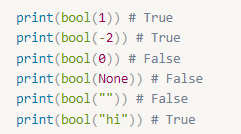 print(bool(1)) # True
print(bool(-2)) # True
print(bool(0)) # False
print(bool(None)) # False
print(bool("")) # False
print(bool("hi")) # True